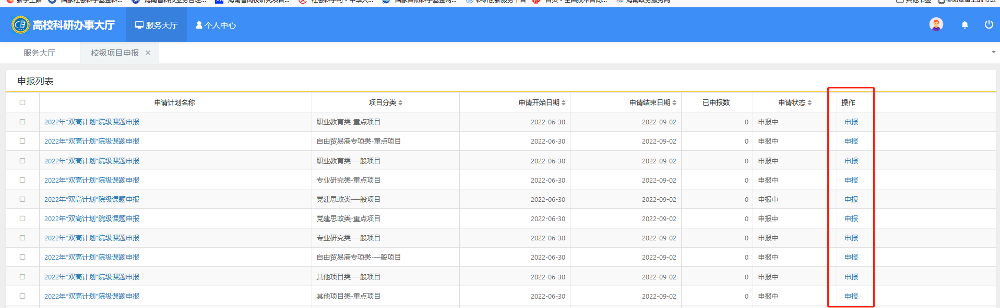 高校科研办事大厅 服务大厅 个人中心
服务大厅 校级项目申报 ×
申报列表
申请计划名称 项目分类 申请开始日期 申请结束日期 已申报数 申请状态 操作
2022年“双高计划”院级课题申报 职业教育类-重点项目 2022-06-30 2022-09-02 0 申报中 申报
2022年“双高计划”院级课题申报 自由贸易港专项类-重点项目 2022-06-30 2022-09-02 0 申报中 申报
2022年“双高计划”院级课题申报 职业教育类-一般项目 2022-06-30 2022-09-02 0 申报中 申报
2022年“双高计划”院级课题申报 专业研究类-重点项目 2022-06-30 2022-09-02 0 申报中 申报
2022年“双高计划”院级课题申报 党建思政类-一般项目 2022-06-30 2022-09-02 0 申报中 申报
2022年“双高计划”院级课题申报 党建思政类-重点项目 2022-06-30 2022-09-02 0 申报中 申报
2022年“双高计划”院级课题申报 专业研究类-一般项目 2022-06-30 2022-09-02 0 申报中 申报
2022年“双高计划”院级课题申报 自由贸易港专项类-一般项目 2022-06-30 2022-09-02 0 申报中 申报
2022年“双高计划”院级课题申报 其他项目类-一般项目 2022-06-30 2022-09-02 0 申报中 申报
2022年“双高计划”院级课题申报 其他项目类-重点项目 2022-06-30 2022-09-02 0 申报中 申报